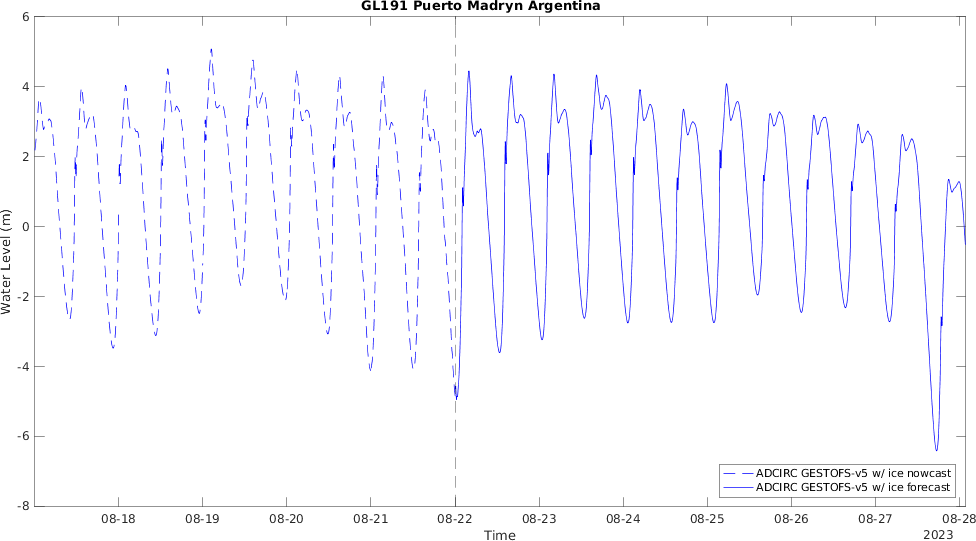 GL191 Puerto Madryn Argentina
6
4
2
0
-2
-4
-6
-8
Water Level (m)
ADCIRC GESTOFS-v5 w/ ice nowcast
ADCIRC GESTOFS-v5 w/ ice forecast
08-18 08-19 08-20 08-21 08-22 08-23 08-24 08-25 08-26 08-27 08-28
Time
2023